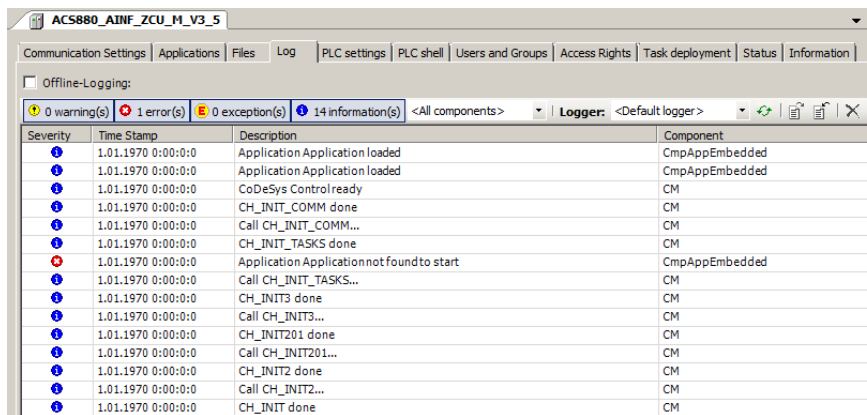 ACS880_AINF_ZCU_M_V3_5
Communication Settings Applications Files Log PLC settings PLC shell Users and Groups Access Rights Task deployment Status Information
Offline-Logging:
0 warning(s) 1 error(s) E 0 exception(s) 14 information(s) <All components> Logger: <Default logger>
Severity Time Stamp Description Component
1.01.1970 0:00:0:0 Application Application loaded CmpAppEmbedded
1.01.1970 0:00:0:0 Application Application loaded CmpAppEmbedded
1.01.1970 0:00:0:0 CoDeSys Control ready CM
1.01.1970 0:00:0:0 CH_INIT_COMM done CM
1.01.1970 0:00:0:0 Call CH_INIT_COMM... CM
1.01.1970 0:00:0:0 CH_INIT_TASKS done CM
1.01.1970 0:00:0:0 Application Application not found to start CmpAppEmbedded
1.01.1970 0:00:0:0 Call CH_INIT_TASKS... CM
1.01.1970 0:00:0:0 CH_INIT3 done CM
1.01.1970 0:00:0:0 Call CH_INIT3... CM
1.01.1970 0:00:0:0 CH_INIT201 done CM
1.01.1970 0:00:0:0 Call CH_INIT201... CM
1.01.1970 0:00:0:0 CH_INIT2 done CM
1.01.1970 0:00:0:0 Call CH_INIT2... CM
1.01.1970 0:00:0:0 CH_INIT done CM